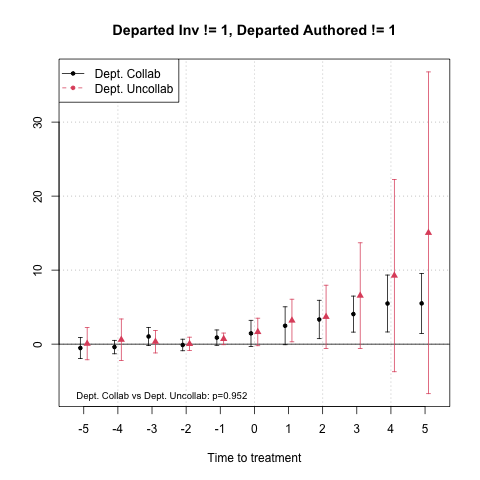 Departed Inv != 1, Departed Authored != 1
Dept. Collab
Dept. Uncollab
30
20
10
0
Dept. Collab vs Dept. Uncollab: p=0.952
-5 -4 -3 -2 -1 0 1 2 3 4 5
Time to treatment